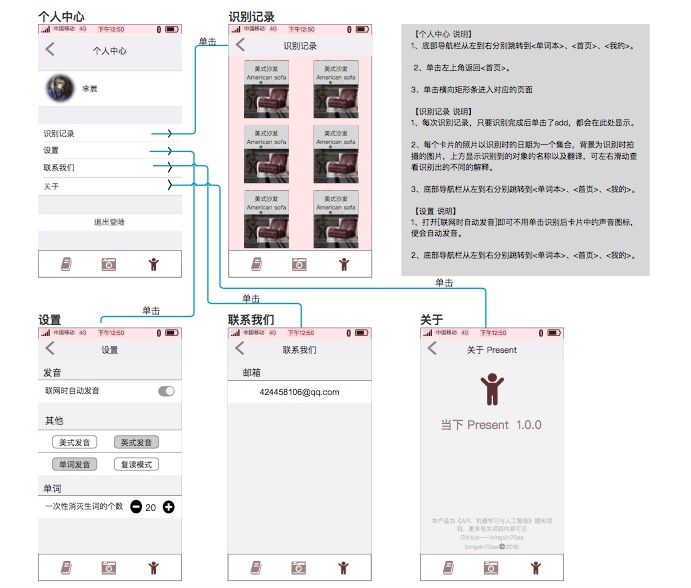 个人中心
中国移动 4G 下午12:50
个人中心
李晨
识别记录
设置
联系我们
关于
退出登陆
单击
识别记录
中国移动 4G 下午12:50
识别记录
美式沙发 美式沙发
American sofa American sofa
美式沙发 美式沙发
American sofa American sofa
美式沙发 美式沙发
American sofa American sofa
【个人中心 说明】
1、底部导航栏从左到右分别跳转到<单词本>、<首页>、<我的>。
2、单击左上角返回<首页>。
3、单击横向矩形条进入对应的页面
【识别记录 说明】
1、每次识别记录，只要识别完成后单击了add，都会在此处显示。
2、每个卡片的照片以识别时的日期为一个集合，背景为识别时拍
摄的图片，上方显示识别到的对象的名称以及翻译，可左右滑动查
看识别出的不同的解释。
3、底部导航栏从左到右分别跳转到<单词本>、<首页>、<我的>。
【设置 说明】
1、打开[联网时自动发音]即可不用单击识别后卡片中的声音图标，
便会自动发音。
2、底部导航栏从左到右分别跳转到<单词本>、<首页>、<我的>。
单击
设置
中国移动 4G 下午12:50
设置
发音
联网时自动发音
其他
美式发音 英式发音
单词发音 复读模式
单词
一次性消灭生词的个数 20
单击
联系我们
中国移动 4G 下午12:50
联系我们
邮箱
424458106@qq.com
单击
关于
中国移动 4G 下午12:50
关于 Present
当下 Present 1.0.0
本产品为《API、机器学习与人工智能》期末项
目，更多有关项目内容可见
GitHub——bingxin70aa
bingxin70aa 2018